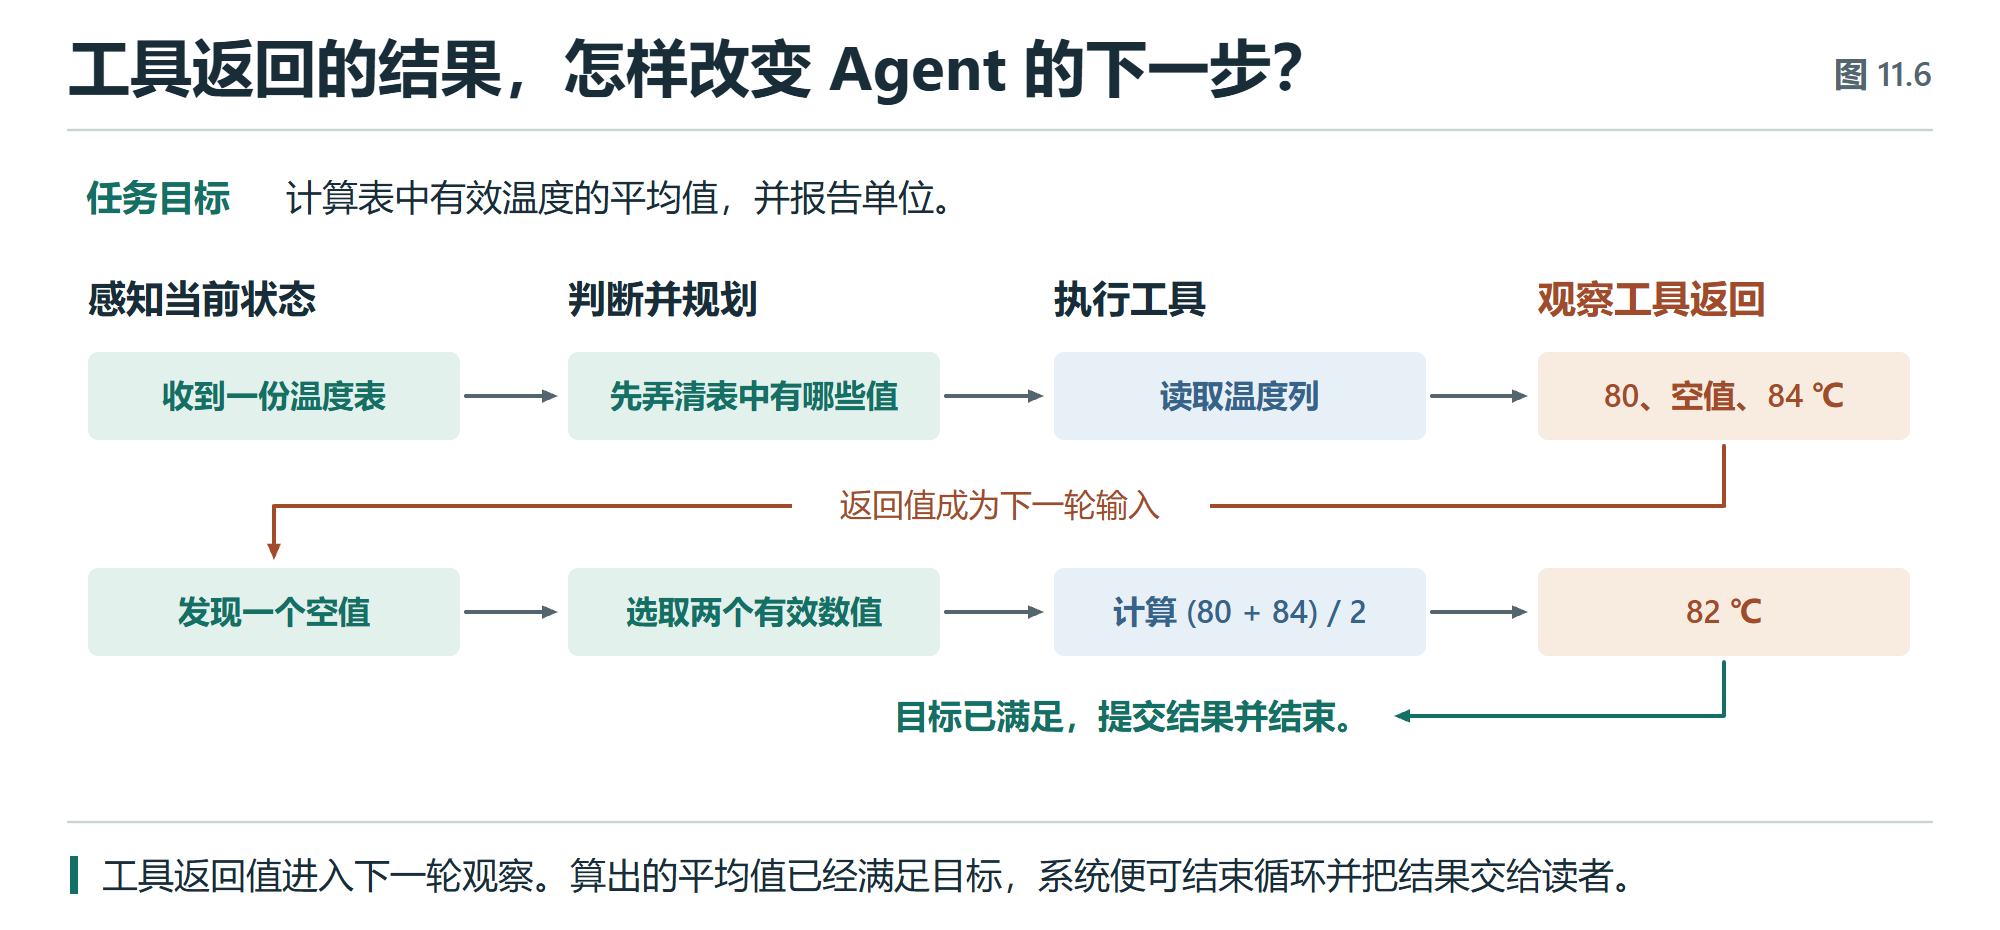 工具返回的结果，怎样改变 Agent 的下一步？
图 11.6
任务目标 计算表中有效温度的平均值，并报告单位。
感知当前状态 判断并规划 执行工具 观察工具返回
收到一份温度表 先弄清表中有哪些值 读取温度列 80、空值、84 ℃
返回值成为下一轮输入
发现一个空值 选取两个有效数值 计算 (80 + 84) / 2 82 ℃
目标已满足，提交结果并结束。
工具返回值进入下一轮观察。算出的平均值已经满足目标，系统便可结束循环并把结果交给读者。